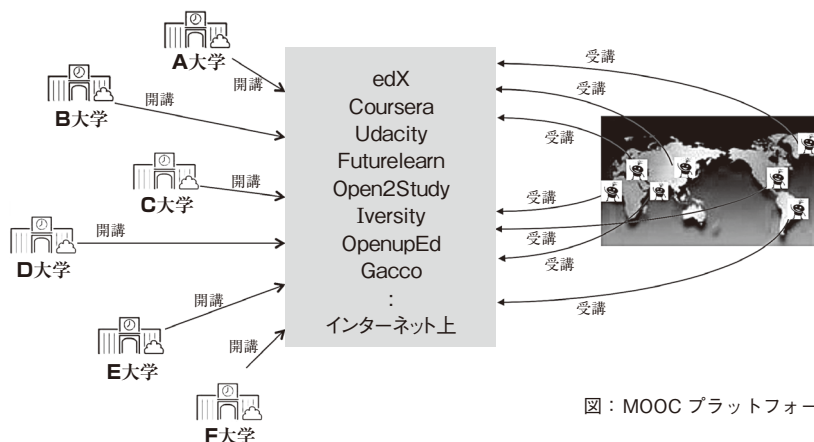 A大学
開講
B大学
開講
C大学
開講
D大学
開講
E大学
開講
F大学
開講
edX
Coursera
Udacity
Futurelearn
Open2Study
Iversity
OpenupEd
Gacco
:
インターネット上
受講
受講
受講
受講
受講
受講
受講
図：MOOC プラットフォー